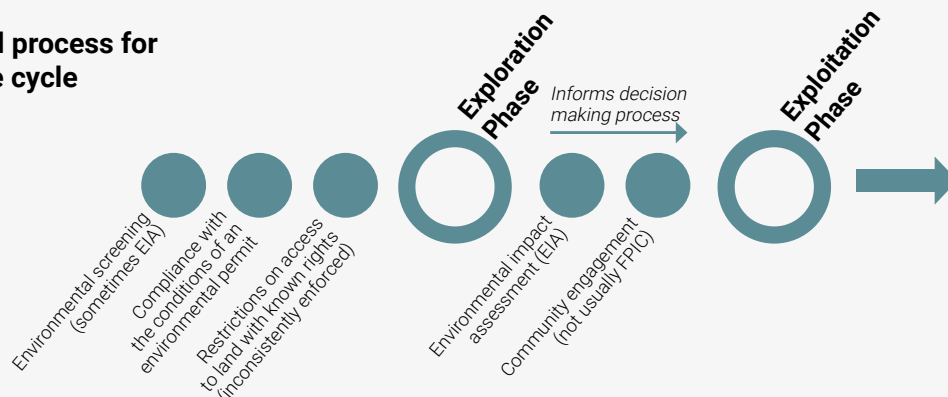 process for
cycle
Exploration
Phase
Informs decision
making process
Exploitation
Phase
Environmental screening
(sometimes EIA)
Compliance with
the conditions of an
environmental permit
Restrictions on access
to land with known rights
(inconsistently enforced)
Environmental impact
assessment (EIA)
Community engagement
(not usually FPIC)